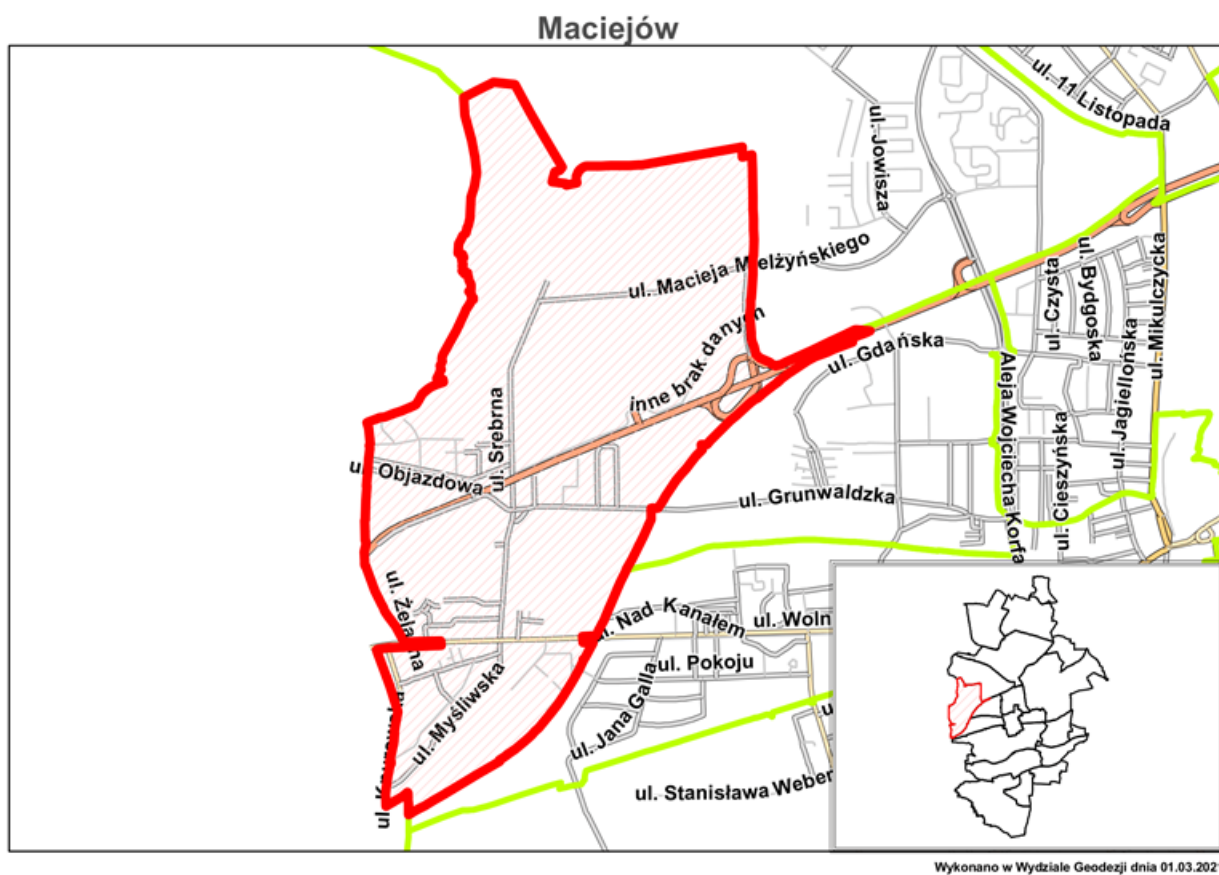 Maciejów
ul. 11 Listopada
ul. Jowisza
ul. Macieja Mielżyńskiego
ul. Mikulczycka
ul. Bydgoska
ul. Czysta
inne brak danych
ul. Gdańska
ul. Jagiellońska
Aleja Wojciecha Korfa
ul. Cieszyńska
ul. Srebrna
ul. Objazdowa
ul. Grunwaldzka
ul. Żelazna
ul. Nad Kanałem
ul. Woln
ul. Pokoju
ul. Myśliwska
ul. Jana Galla
ul. Stanisława Weber
Wykonano w Wydziale Geodezji dnia 01.03.202